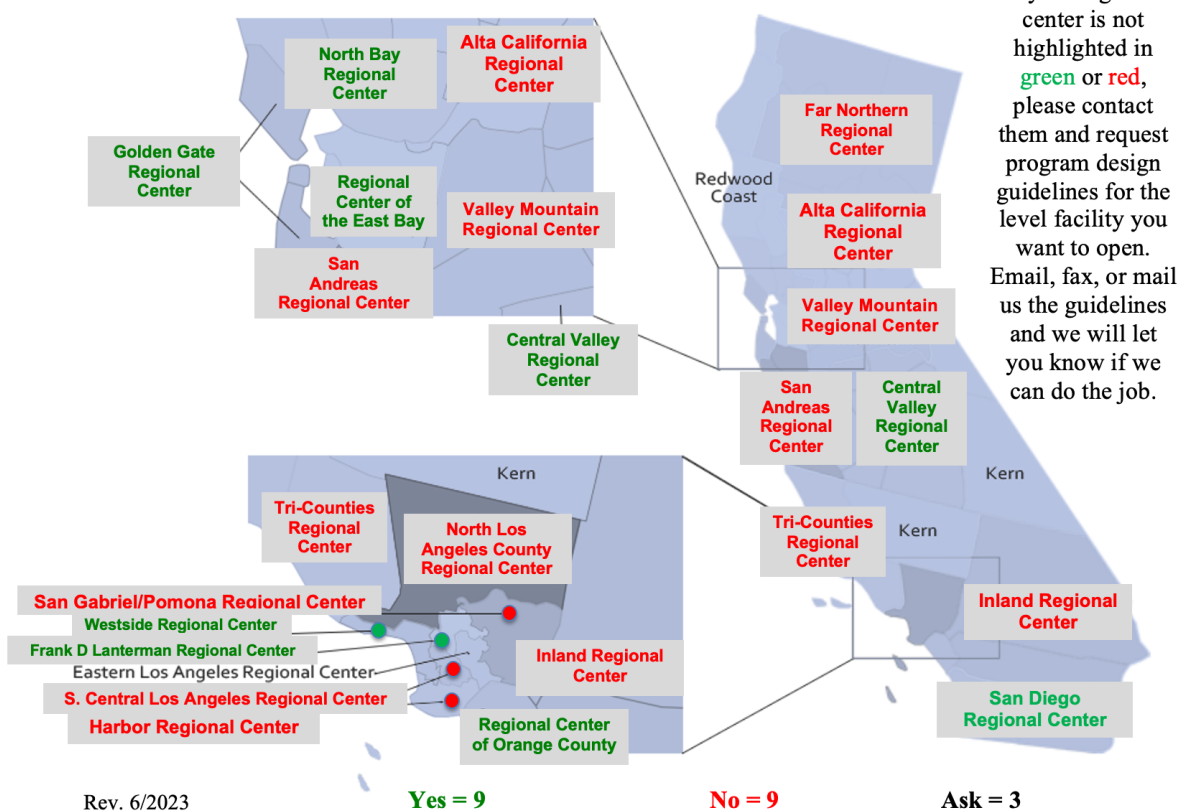 center is not
highlighted in
green or red,
please contact
them and request
program design
guidelines for the
level facility you
want to open.
Email, fax, or mail
us the guidelines
and we will let
you know if we
can do the job.
North Bay
Regional
Center
Alta California
Regional
Center
Golden Gate
Regional
Center
Regional
Center of
the East Bay
Valley Mountain
Regional Center
San
Andreas
Regional Center
Central Valley
Regional
Center
Far Northern
Regional
Center
Redwood
Coast
Alta California
Regional
Center
Valley Mountain
Regional Center
San
Andreas
Regional
Center
Central
Valley
Regional
Center
Kern
Kern
Tri-Counties
Regional
Center
Inland Regional
Center
San Diego
Regional Center
Kern
Tri-Counties
Regional
Center
North Los
Angeles County
Regional Center
San Gabriel/Pomona Regional Center
Westside Regional Center
Frank D Lanterman Regional Center
Eastern Los Angeles Regional Center
S. Central Los Angeles Regional Center
Harbor Regional Center
Inland Regional
Center
Regional Center
of Orange County
Rev. 6/2023
Yes = 9
No = 9
Ask = 3